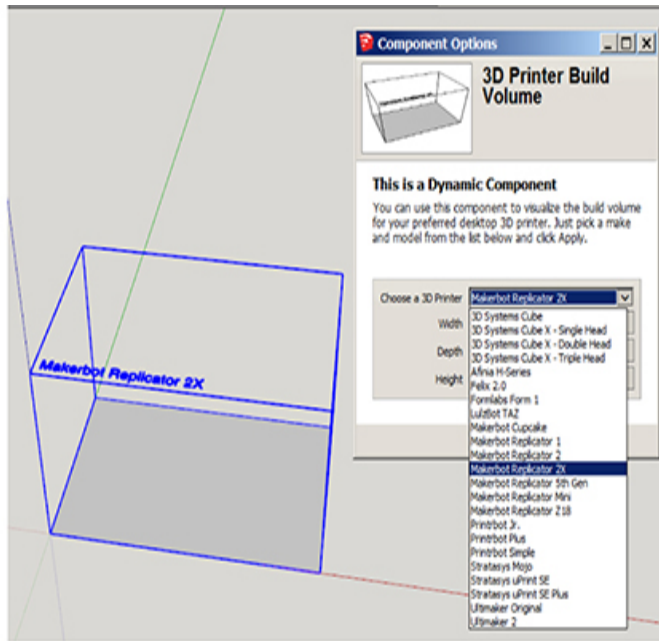 Component Options
3D Printer Build
Volume
This is a Dynamic Component
You can use this component to visualize the build volume
for your preferred desktop 3D printer. Just pick a make
and model from the list below and click Apply.
Choose a 3D Printer
Makerbot Replicator 2X
Width
Depth
Height
3D Systems Cube
3D Systems Cube X - Single Head
3D Systems Cube X - Double Head
3D Systems Cube X - Triple Head
Afinia H-Series
Felix 2.0
Formlabs Form 1
LulzBot TAZ
Makerbot Cupcake
Makerbot Replicator 1
Makerbot Replicator 2
Makerbot Replicator 2X
Makerbot Replicator 5th Gen
Makerbot Replicator Mini
Makerbot Replicator Z18
Printrbot Jr.
Printrbot Plus
Printrbot Simple
Stratasys Mojo
Stratasys uPrint SE
Stratasys uPrint SE Plus
Ultimaker Original
Ultimaker 2
Makerbot Replicator 2X